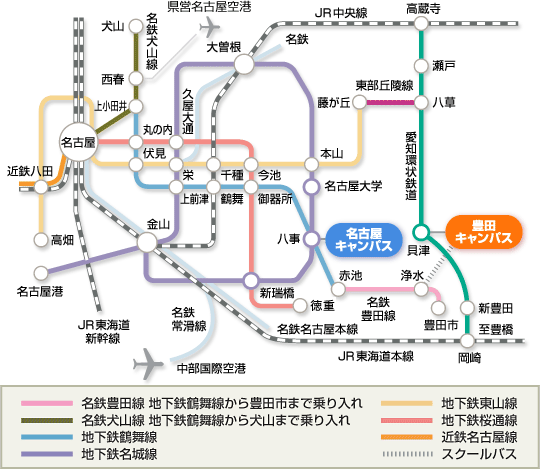 県営名古屋空港
犬山
名鉄犬山線
JR中央線
高蔵寺
大曽根
名鉄
西春
瀬戸
久屋大通
東部丘陵線
上小田井
藤が丘
八草
丸の内
名古屋
伏見
愛知環状鉄道
近鉄八田
栄
千種
今池
本山
上前津
鶴舞
御器所
名古屋大学
金山
八事
名古屋
キャンパス
豊田
キャンパス
高畑
貝津
名古屋港
新瑞橋
赤池
浄水
徳重
名鉄
豊田線
新豊田
豊田市
至豊橋
JR東海道
新幹線
名鉄
常滑線
名鉄名古屋本線
JR東海道本線
岡崎
中部国際空港
名鉄豊田線 地下鉄鶴舞線から豊田市まで乗り入れ
地下鉄東山線
名鉄犬山線 地下鉄鶴舞線から犬山まで乗り入れ
地下鉄桜通線
地下鉄鶴舞線
近鉄名古屋線
地下鉄名城線
スクールバス